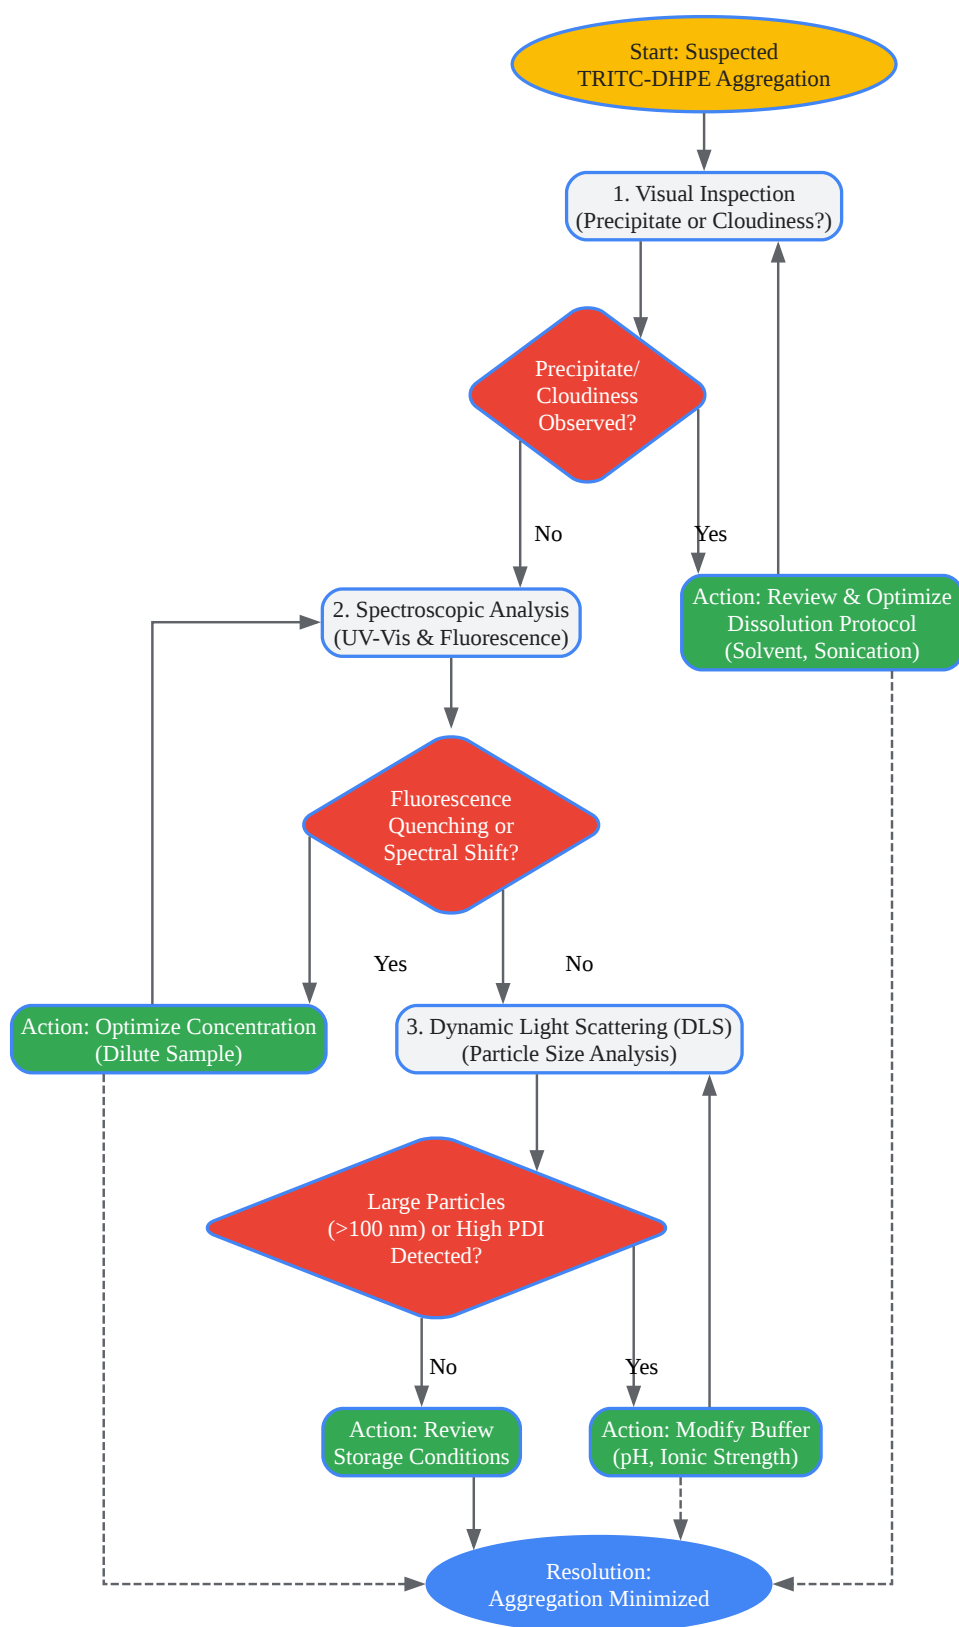 Start: Suspected
TRITC-DHPE Aggregation
1. Visual Inspection
(Precipitate or Cloudiness?)
Precipitate/
Cloudiness
Observed?
No
Yes
2. Spectroscopic Analysis
(UV-Vis & Fluorescence)
Action: Review & Optimize
Dissolution Protocol
(Solvent, Sonication)
Fluorescence
Quenching or
Spectral Shift?
Yes
No
Action: Optimize Concentration
(Dilute Sample)
3. Dynamic Light Scattering (DLS)
(Particle Size Analysis)
Large Particles
(>100 nm) or High PDI
Detected?
No
Yes
Action: Review
Storage Conditions
Action: Modify Buffer
(pH, Ionic Strength)
Resolution:
Aggregation Minimized